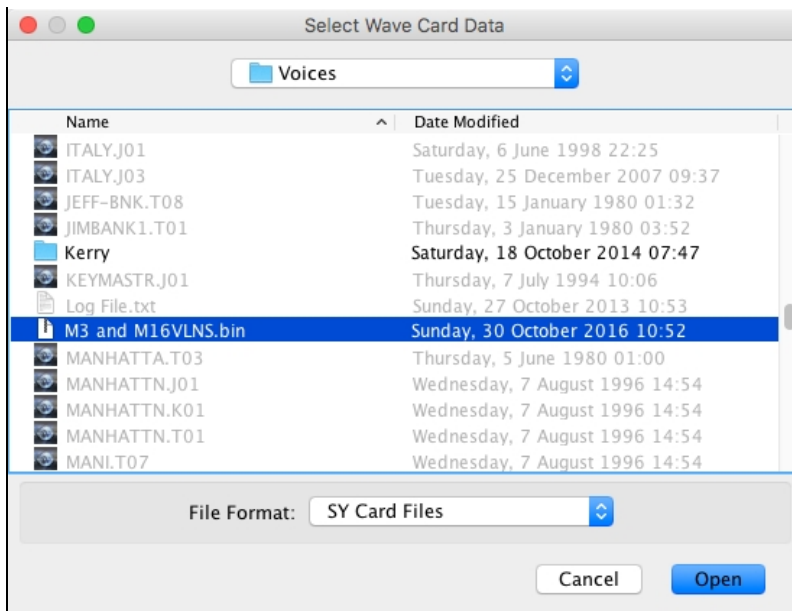 Select Wave Card Data
Voices
Name Date Modified
ITALY.J01 Saturday, 6 June 1998 22:25
ITALY.J03 Tuesday, 25 December 2007 09:37
JEFF-BNK.T08 Tuesday, 15 January 1980 01:32
JIMBANK1.T01 Thursday, 3 January 1980 03:52
Kerry Saturday, 18 October 2014 07:47
KEYMASTR.J01 Thursday, 7 July 1994 10:06
Log File.txt Sunday, 27 October 2013 10:53
M3 and M16VLNS.bin Sunday, 30 October 2016 10:52
MANHATTA.T03 Thursday, 5 June 1980 01:00
MANHATTN.J01 Wednesday, 7 August 1996 14:54
MANHATTN.K01 Wednesday, 7 August 1996 14:54
MANHATTN.T01 Wednesday, 7 August 1996 14:54
MANI.T07 Wednesday, 7 August 1996 14:54
File Format: SY Card Files
Cancel Open